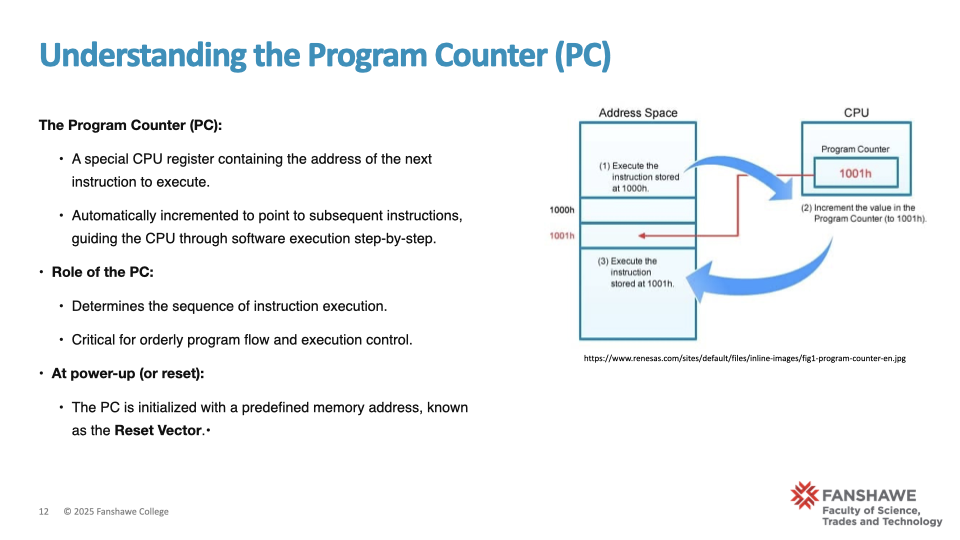 Understanding the Program Counter (PC)
The Program Counter (PC):
• A special CPU register containing the address of the next
instruction to execute.
• Automatically incremented to point to subsequent instructions,
guiding the CPU through software execution step-by-step.
• Role of the PC:
• Determines the sequence of instruction execution.
• Critical for orderly program flow and execution control.
• At power-up (or reset):
• The PC is initialized with a predefined memory address, known
as the Reset Vector.•
Address Space
CPU
(1) Execute the
instruction stored
at 1000h.
Program Counter
1001h
1000h
1001h
(2) Increment the value in the
Program Counter (to 1001h).
(3) Execute the
instruction
stored at 1001h.
https://www.renesas.com/sites/default/files/inline-images/fig1-program-counter-en.jpg
12 © 2025 Fanshawe College
FANSHAWE
Faculty of Science,
Trades and Technology